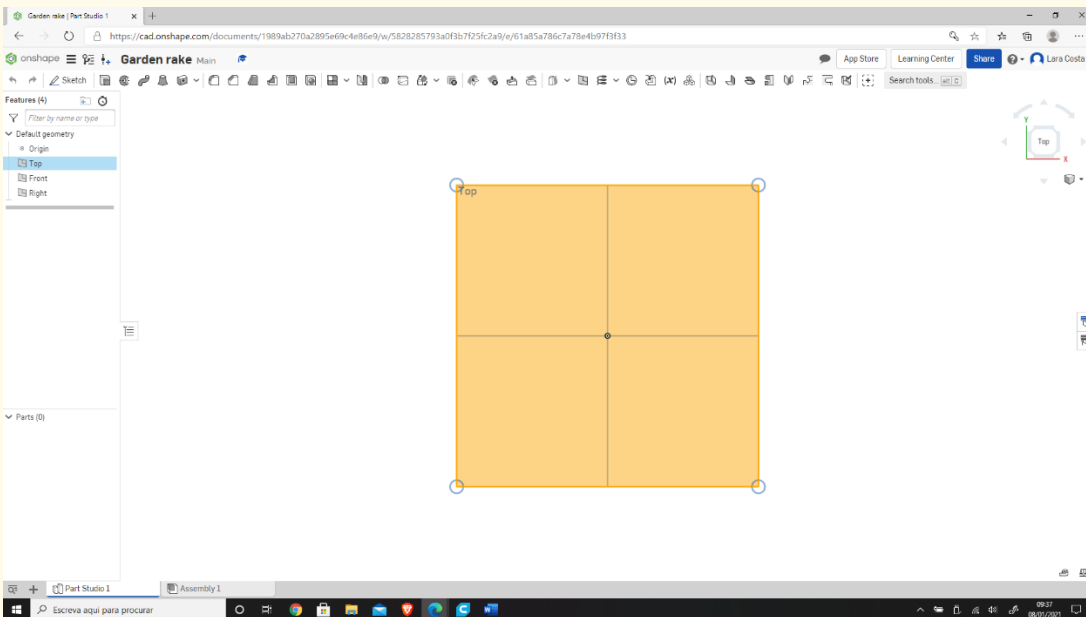 Garden rake | Part Studio 1
https://cad.onshape.com/documents/1989ab270a2895e69c4e86e9/w/5828285793a0f3b7f25fc2a9/e/61a85a786c7a78e4b97f3f33
onshape Garden rake Main App Store Learning Center Share Lara Costa
Sketch Search tools... alt C
Features (4)
Filter by name or type
Default geometry
Origin
Top
Front
Right
Top
Y
Top
X
Parts (0)
Part Studio 1 Assembly 1
Escreva aqui para procurar
09:37
08/01/2021